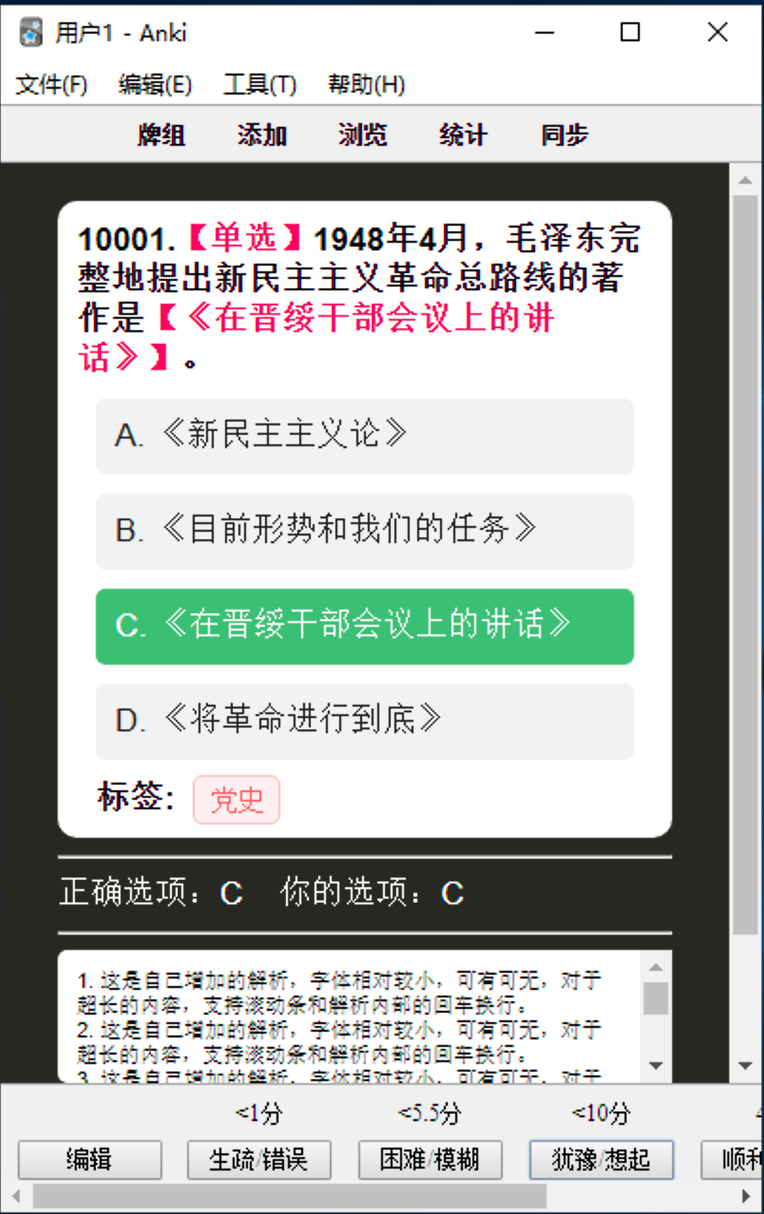 用户1 - Anki
文件(F) 编辑(E) 工具(T) 帮助(H)
牌组 添加 浏览 统计 同步
10001.【单选】1948年4月，毛泽东完
整地提出新民主主义革命总路线的著
作是【《在晋绥干部会议上的讲
话》】。
A. 《新民主主义论》
B. 《目前形势和我们的任务》
C. 《在晋绥干部会议上的讲话》
D. 《将革命进行到底》
标签: 党史
正确选项：C 你的选项：C
1. 这是自己增加的解析，字体相对较小，可有可无，对于
超长的内容，支持滚动条和解析内部的回车换行。
2. 这是自己增加的解析，字体相对较小，可有可无，对于
超长的内容，支持滚动条和解析内部的回车换行。
3. 这是自己增加的解析，字体相对较小，可有可无，对于
<1分 <5.5分 <10分
编辑 生疏/错误 困难/模糊 犹豫/想起 顺利